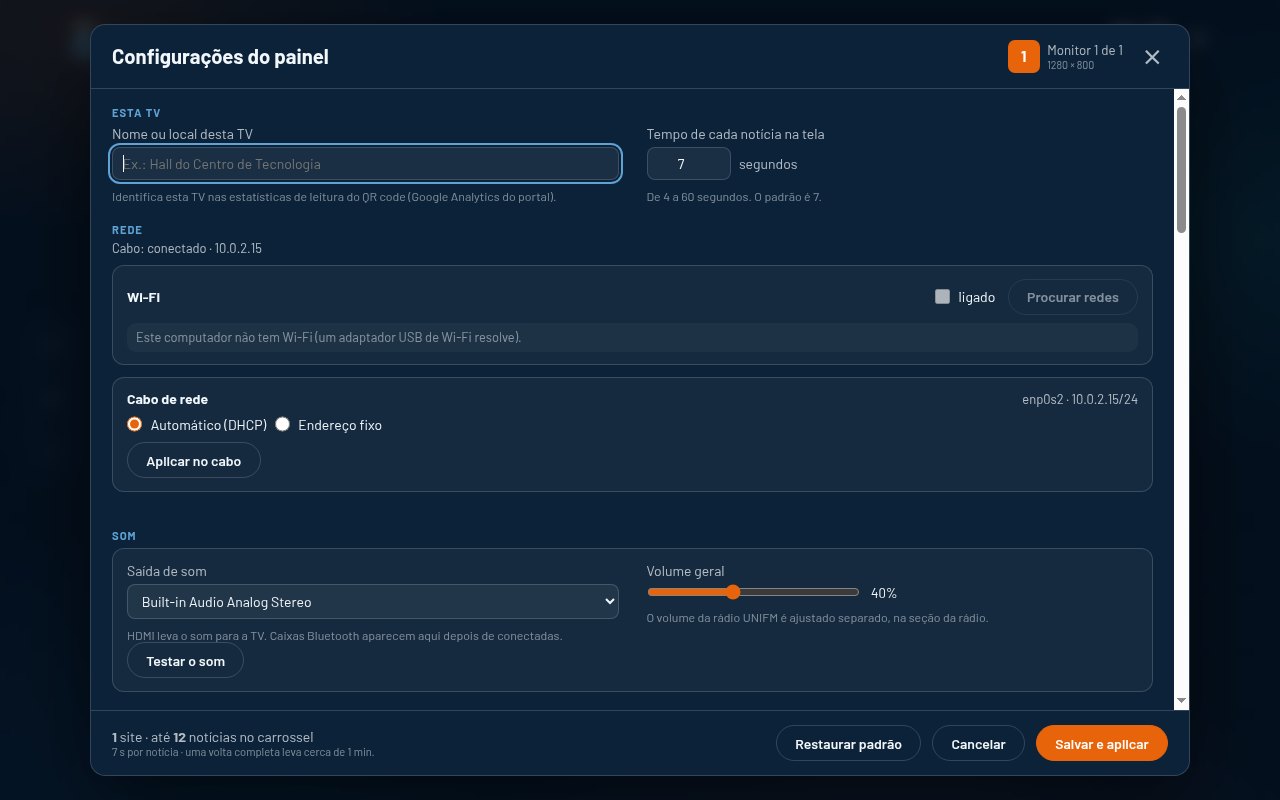 Configurações do painel
1
Monitor 1 de 1
1280 × 800
ESTA TV
Nome ou local desta TV
Ex.: Hall do Centro de Tecnologia
Identifica esta TV nas estatísticas de leitura do QR code (Google Analytics do portal).
Tempo de cada notícia na tela
7 segundos
De 4 a 60 segundos. O padrão é 7.
REDE
Cabo: conectado · 10.0.2.15
Wi-Fi
ligado
Procurar redes
Este computador não tem Wi-Fi (um adaptador USB de Wi-Fi resolve).
Cabo de rede
enp0s2 · 10.0.2.15/24
Automático (DHCP) Endereço fixo
Aplicar no cabo
SOM
Saída de som
Built-in Audio Analog Stereo
HDMI leva o som para a TV. Caixas Bluetooth aparecem aqui depois de conectadas.
Testar o som
Volume geral
40%
O volume da rádio UNIFM é ajustado separado, na seção da rádio.
1 site · até 12 notícias no carrossel
7 s por notícia · uma volta completa leva cerca de 1 min.
Restaurar padrão
Cancelar
Salvar e aplicar